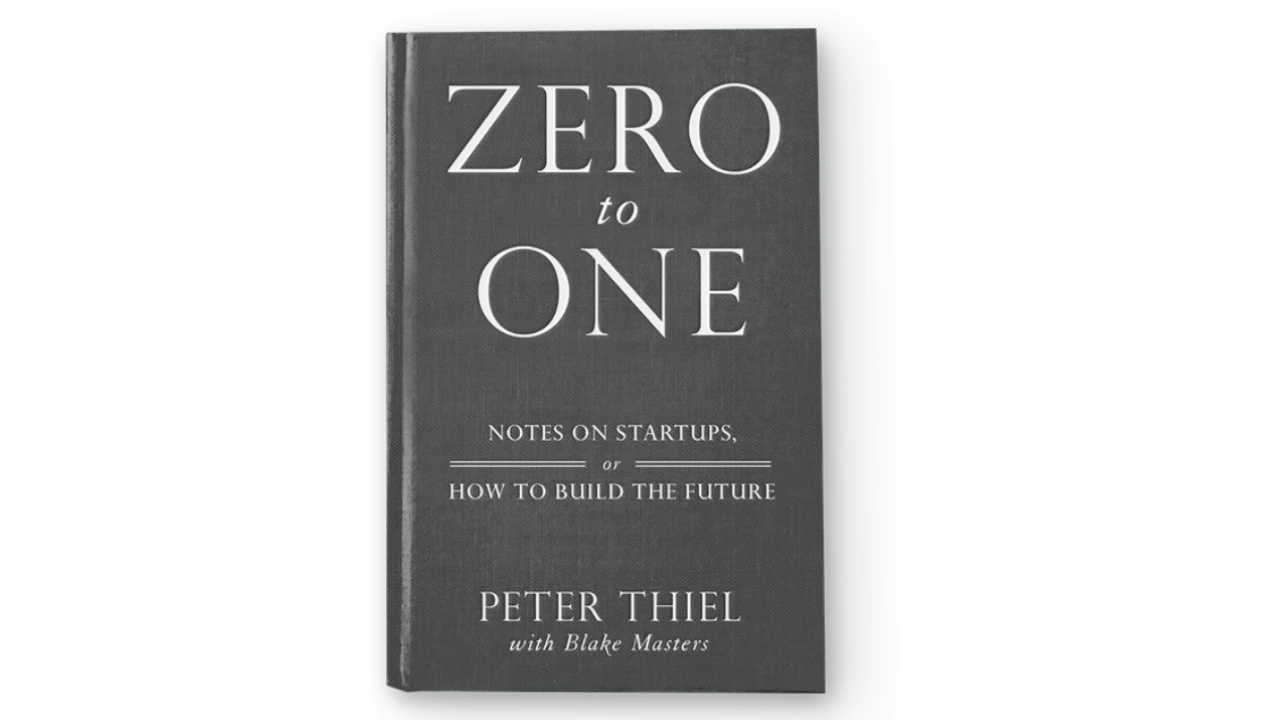 ZERO
to
ONE
NOTES ON STARTUPS,
or
HOW TO BUILD THE FUTURE
PETER THIEL
with Blake Masters